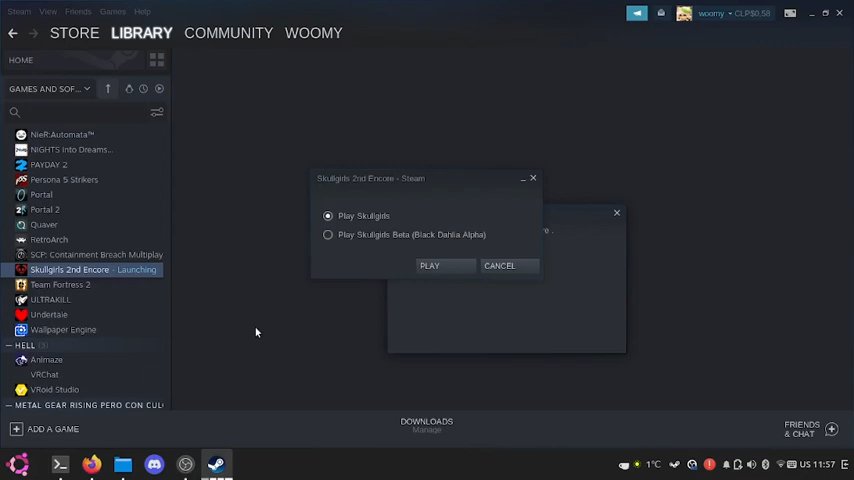 Steam View Friends Games Help
woomy CLP$0,58
STORE LIBRARY COMMUNITY WOOMY
HOME
GAMES AND SOF...
NieR:Automata™
NIGHTS Into Dreams...
PAYDAY 2
Persona 5 Strikers
Portal
Portal 2
Quaver
RetroArch
SCP: Containment Breach Multiplay
Skullgirls 2nd Encore - Launching
Team Fortress 2
ULTRAKILL
Undertale
Wallpaper Engine
HELL (3)
Animaze
VRChat
VRoid Studio
METAL GEAR RISING PERO CON CULO
Skullgirls 2nd Encore - Steam
Play Skullgirls
Play Skullgirls Beta (Black Dahlia Alpha)
PLAY CANCEL
ADD A GAME
DOWNLOADS
Manage
FRIENDS
& CHAT
1°C
US 11:57